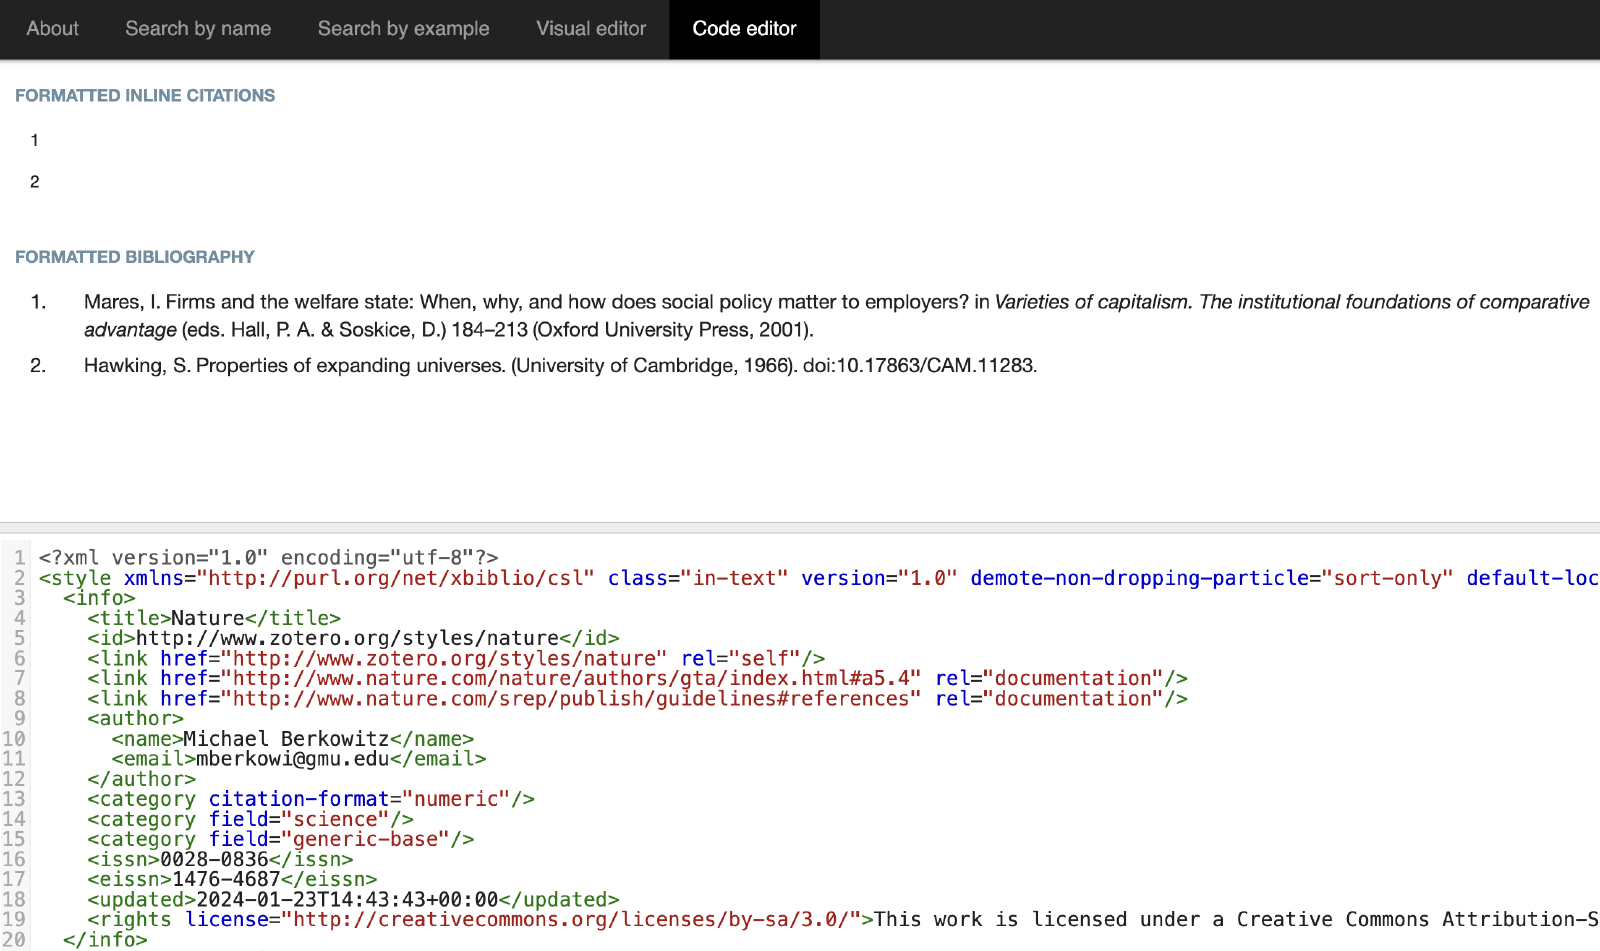 About Search by name Search by example Visual editor Code editor
FORMATTED INLINE CITATIONS
1
2
FORMATTED BIBLIOGRAPHY
1. Mares, I. Firms and the welfare state: When, why, and how does social policy matter to employers? in Varieties of capitalism. The institutional foundations of comparative
advantage (eds. Hall, P. A. & Soskice, D.) 184–213 (Oxford University Press, 2001).
2. Hawking, S. Properties of expanding universes. (University of Cambridge, 1966). doi:10.17863/CAM.11283.
1 <?xml version="1.0" encoding="utf-8"?>
2 <style xmlns="http://purl.org/net/xbiblio/csl" class="in-text" version="1.0" demote-non-dropping-particle="sort-only" default-loc
3 <info>
4 <title>Nature</title>
5 <id>http://www.zotero.org/styles/nature</id>
6 <link href="http://www.zotero.org/styles/nature" rel="self"/>
7 <link href="http://www.nature.com/nature/authors/gta/index.html#a5.4" rel="documentation"/>
8 <link href="http://www.nature.com/srep/publish/guidelines#references" rel="documentation"/>
9 <author>
10 <name>Michael Berkowitz</name>
11 <email>mberkowi@gmu.edu</email>
12 </author>
13 <category citation-format="numeric"/>
14 <category field="science"/>
15 <category field="generic-base"/>
16 <issn>0028-0836</issn>
17 <eissn>1476-4687</eissn>
18 <updated>2024-01-23T14:43:43+00:00</updated>
19 <rights license="http://creativecommons.org/licenses/by-sa/3.0/">This work is licensed under a Creative Commons Attribution-S
20 </info>